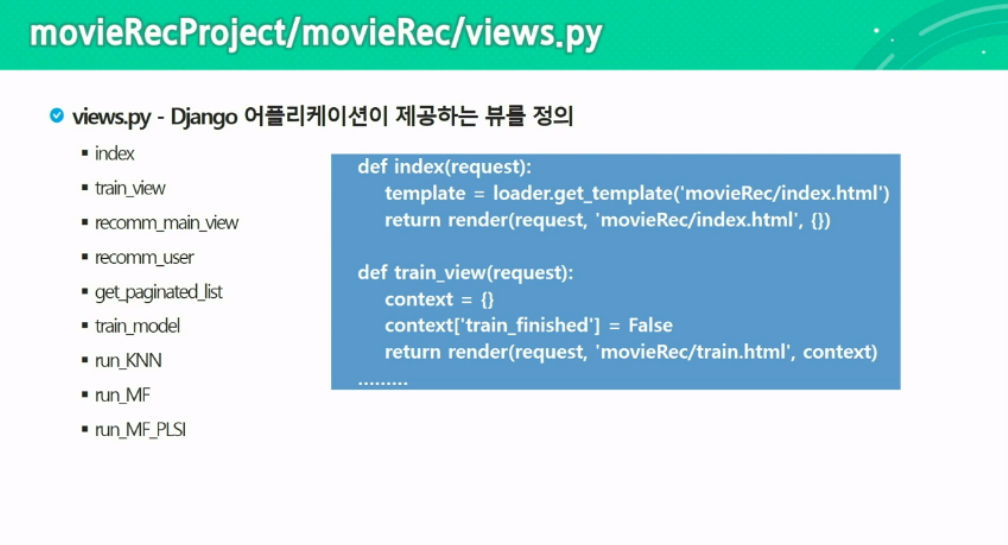 movieRecProject/movieRec/views.py
views.py - Django 어플리케이션이 제공하는 뷰를 정의
▪ index
▪ train_view
▪ recomm_main_view
▪ recomm_user
▪ get_paginated_list
▪ train_model
▪ run_KNN
▪ run_MF
▪ run_MF_PLSI
def index(request):
    template = loader.get_template('movieRec/index.html')
    return render(request, 'movieRec/index.html', {})
def train_view(request):
    context = {}
    context['train_finished'] = False
    return render(request, 'movieRec/train.html', context)
.........